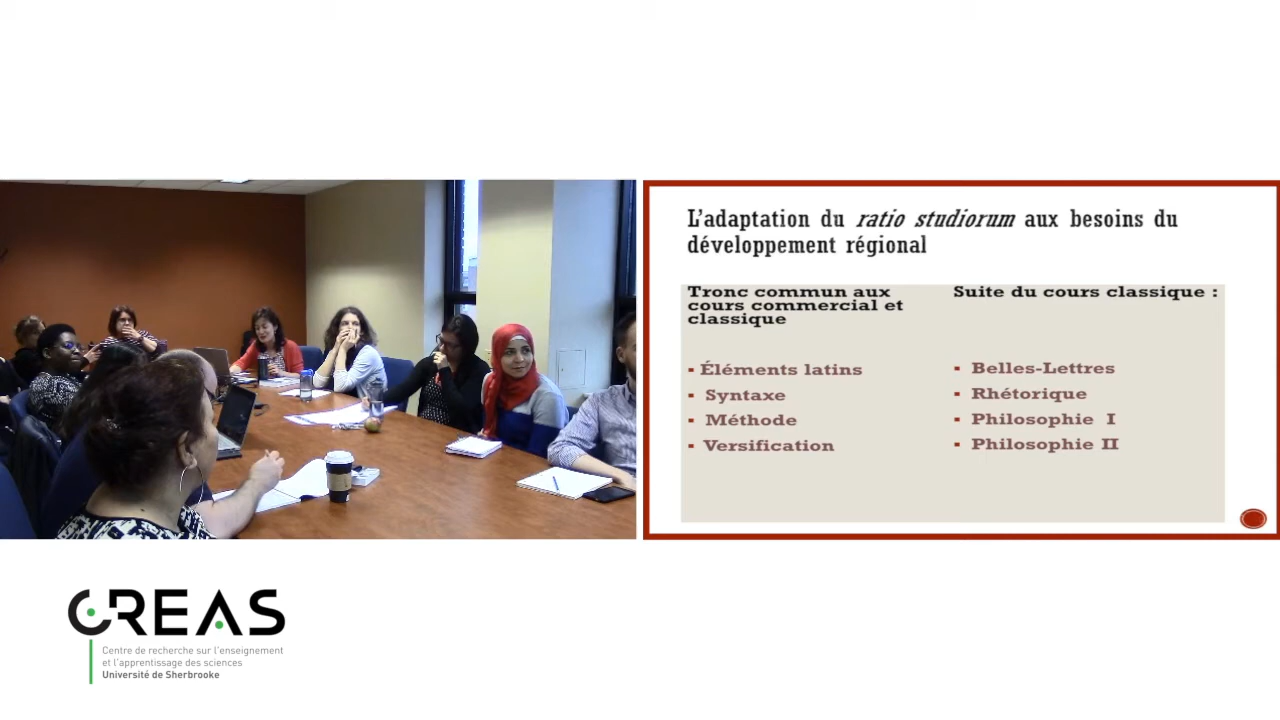 L'adaptation du ratio studiorum aux besoins du
développement régional
Tronc commun aux
cours commercial et
classique
Éléments latins
Syntaxe
Méthode
Versification
Suite du cours classique :
Belles-Lettres
Rhétorique
Philosophie I
Philosophie II
CREAS
Centre de recherche sur l'enseignement
et l'apprentissage des sciences
Université de Sherbrooke